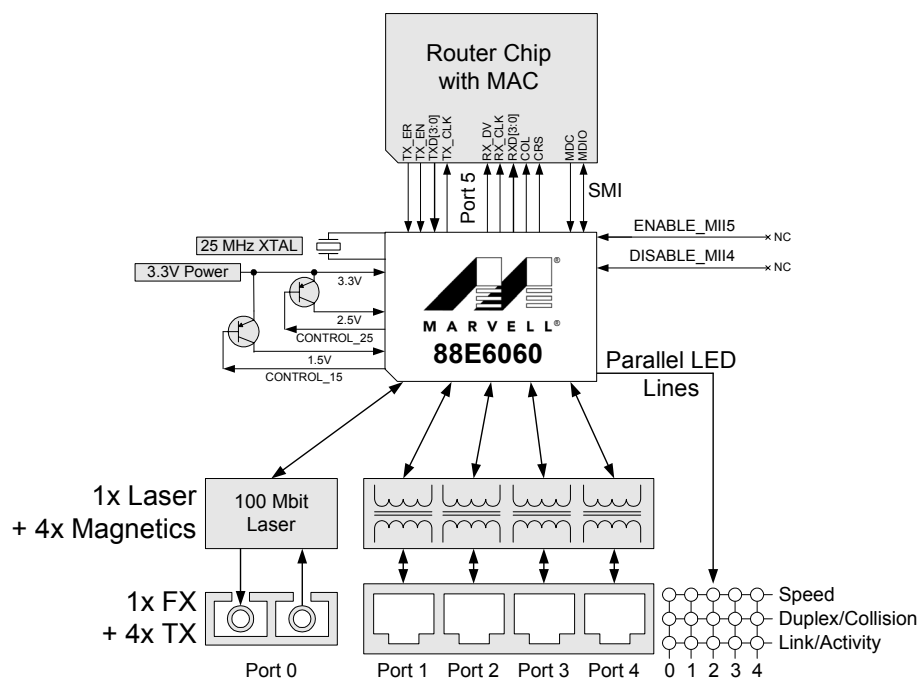 Router Chip
with MAC
TX_ER
TX_EN
TXD[3:0]
TX_CLK
RX_DV
RX_CLK
RXD[3:0]
COL
CRS
MDC
MDIO
Port 5
SMI
ENABLE_MII5
NC
DISABLE_MII4
NC
25 MHz XTAL
3.3V Power
3.3V
2.5V
CONTROL_25
1.5V
CONTROL_15
®
MARVELL®
88E6060
Parallel LED
Lines
1x Laser
+ 4x Magnetics
100 Mbit
Laser
1x FX
+ 4x TX
Speed
Duplex/Collision
Link/Activity
Port 0
Port 1
Port 2
Port 3
Port 4
0 1 2 3 4